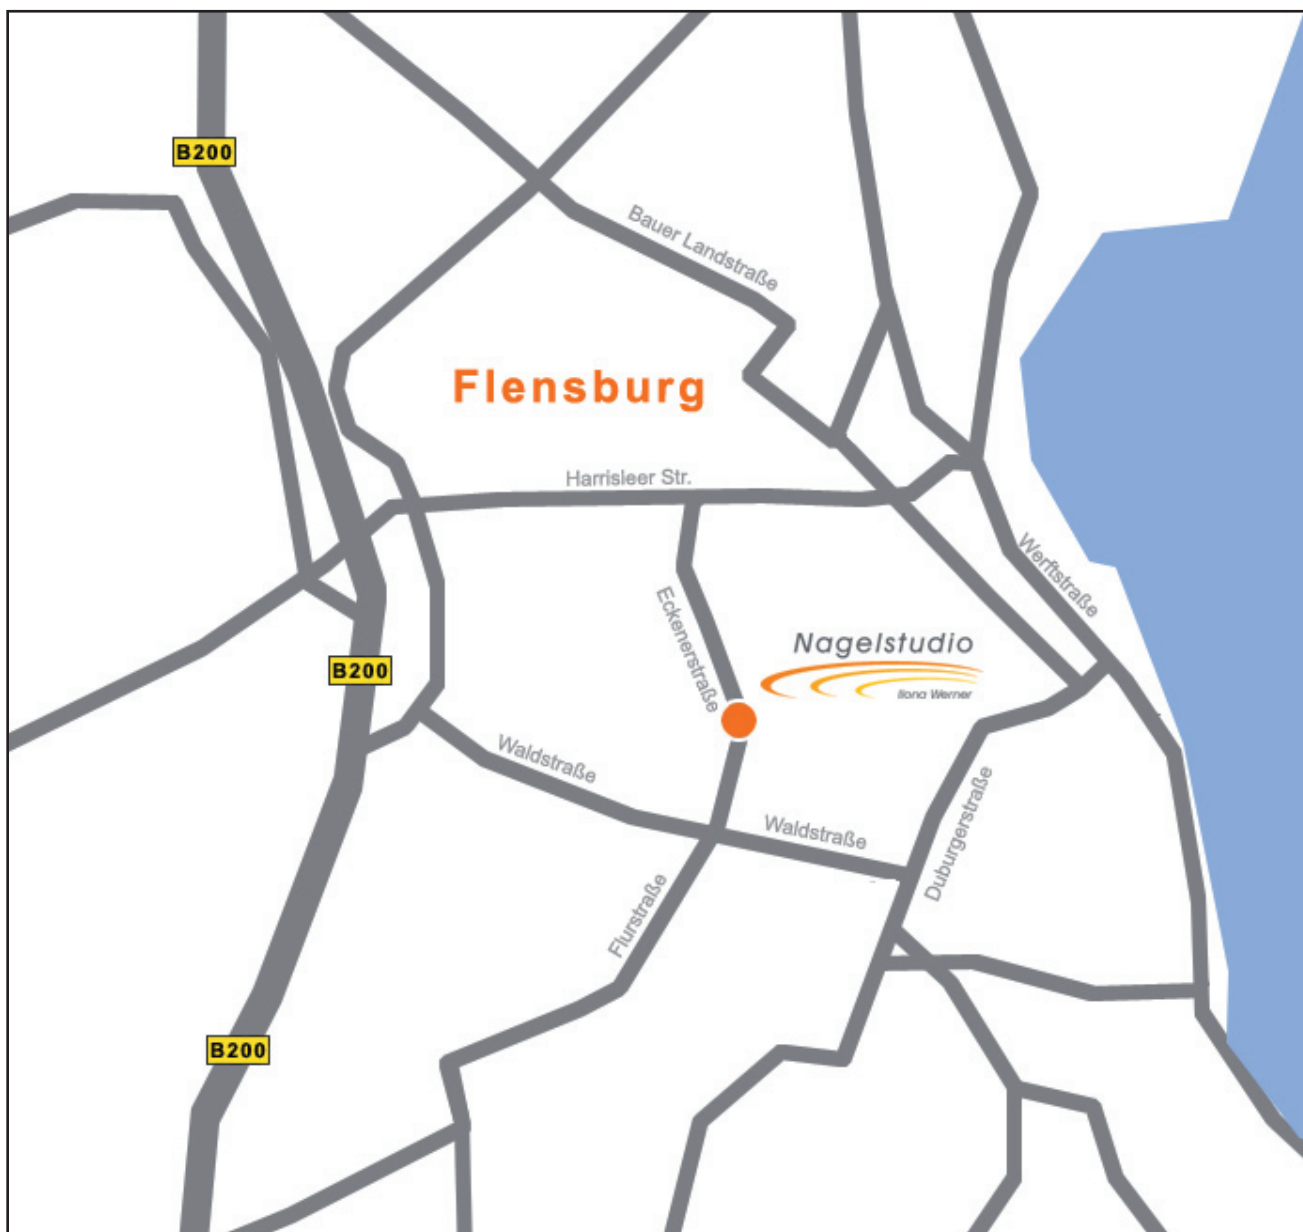 B200
Bauer Landstraße
Flensburg
Harrisleer Str.
Werftstraße
Eckenerstraße
Nagelstudio
Ilona Werner
B200
Waldstraße
Waldstraße
Duburgerstraße
Flurstraße
B200